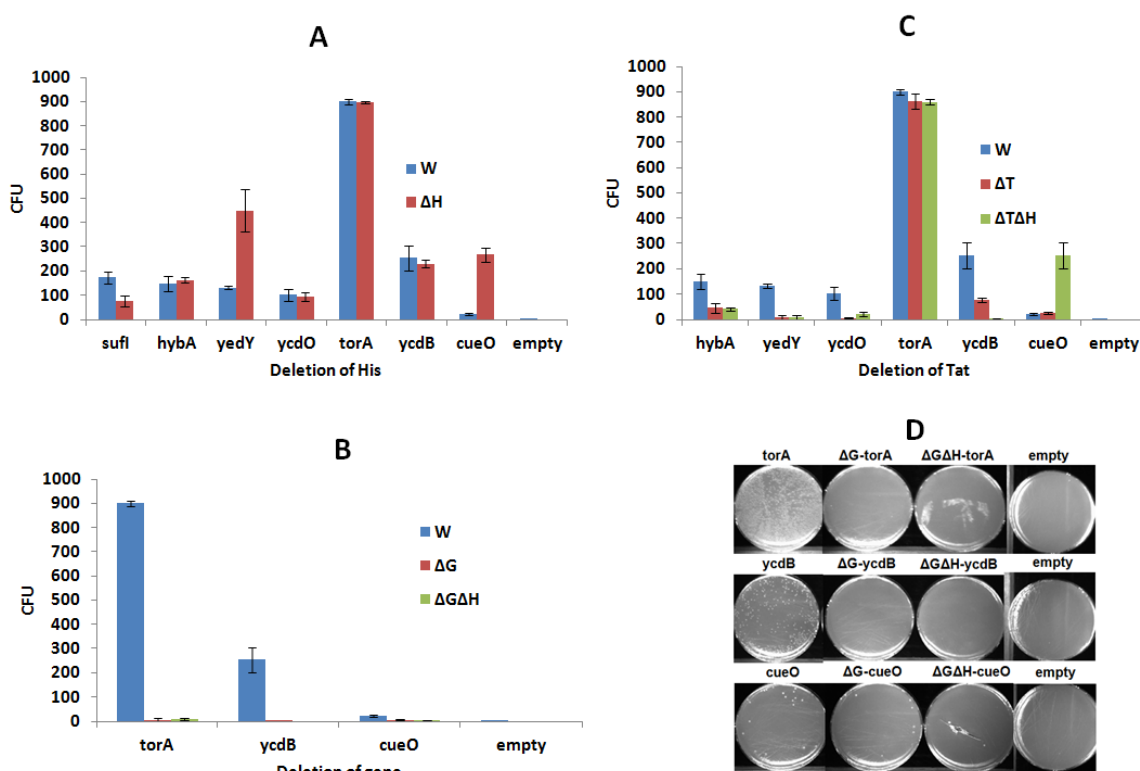 A
1000
900
800
700
600
500
400
300
200
100
0
CFU
W
ΔH
sufI hybA yedY ycdO torA ycdB cueO empty
Deletion of His
C
1000
900
800
700
600
500
400
300
200
100
0
CFU
W
ΔT
ΔTΔH
hybA yedY ycdO torA ycdB cueO empty
Deletion of Tat
B
1000
900
800
700
600
500
400
300
200
100
0
CFU
W
ΔG
ΔGΔH
torA ycdB cueO empty
Deletion of gene
D
torA ΔG-torA ΔGΔH-torA empty
ycdB ΔG-ycdB ΔGΔH-ycdB empty
cueO ΔG-cueO ΔGΔH-cueO empty